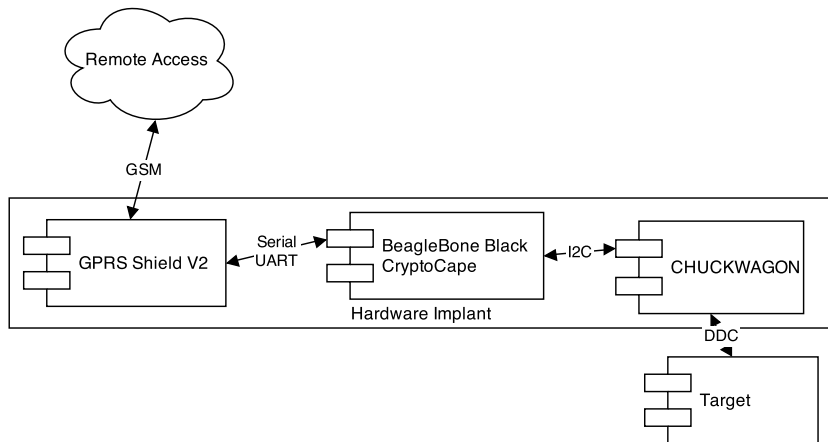 Remote Access
GSM
GPRS Shield V2
Serial
UART
BeagleBone Black
CryptoCape
I2C
CHUCKWAGON
Hardware Implant
DDC
Target